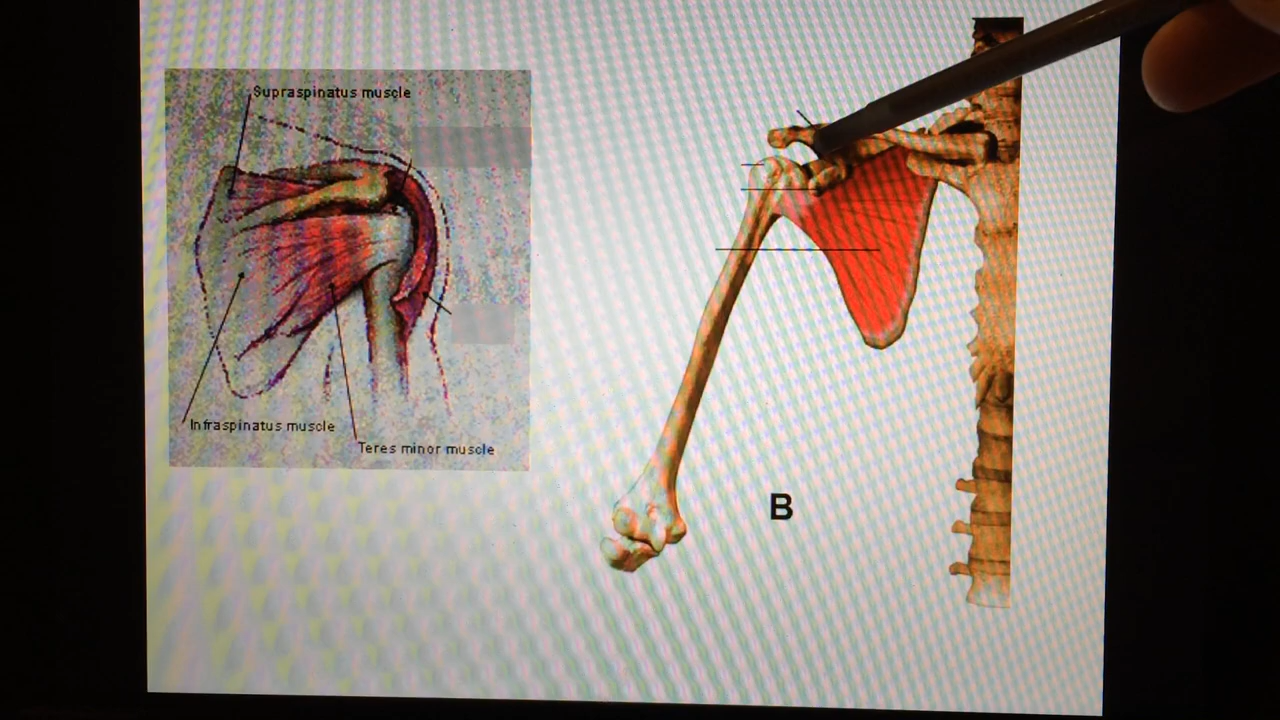 Supraspinatus muscle
Infraspinatus muscle
Teres minor muscle
B